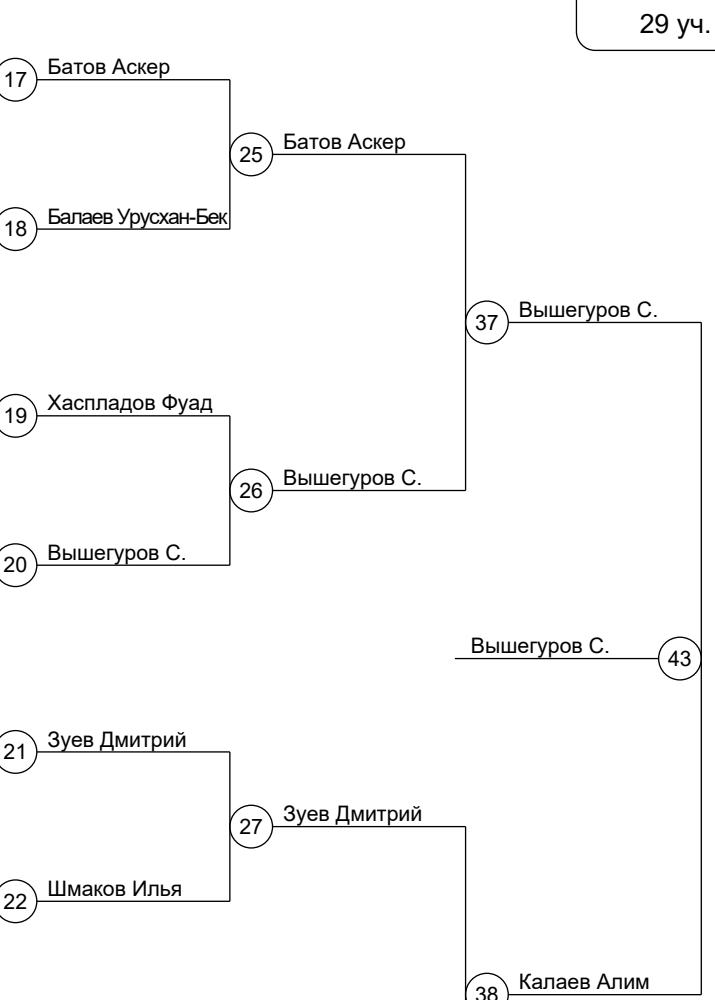 29 уч.
17 Батов Аскер
25 Батов Аскер
18 Балаев Урусхан-Бек
37 Вышегуров С.
19 Хаспладов Фуад
26 Вышегуров С.
20 Вышегуров С.
Вышегуров С. 43
21 Зуев Дмитрий
27 Зуев Дмитрий
22 Шмаков Илья
38 Калаев Алим